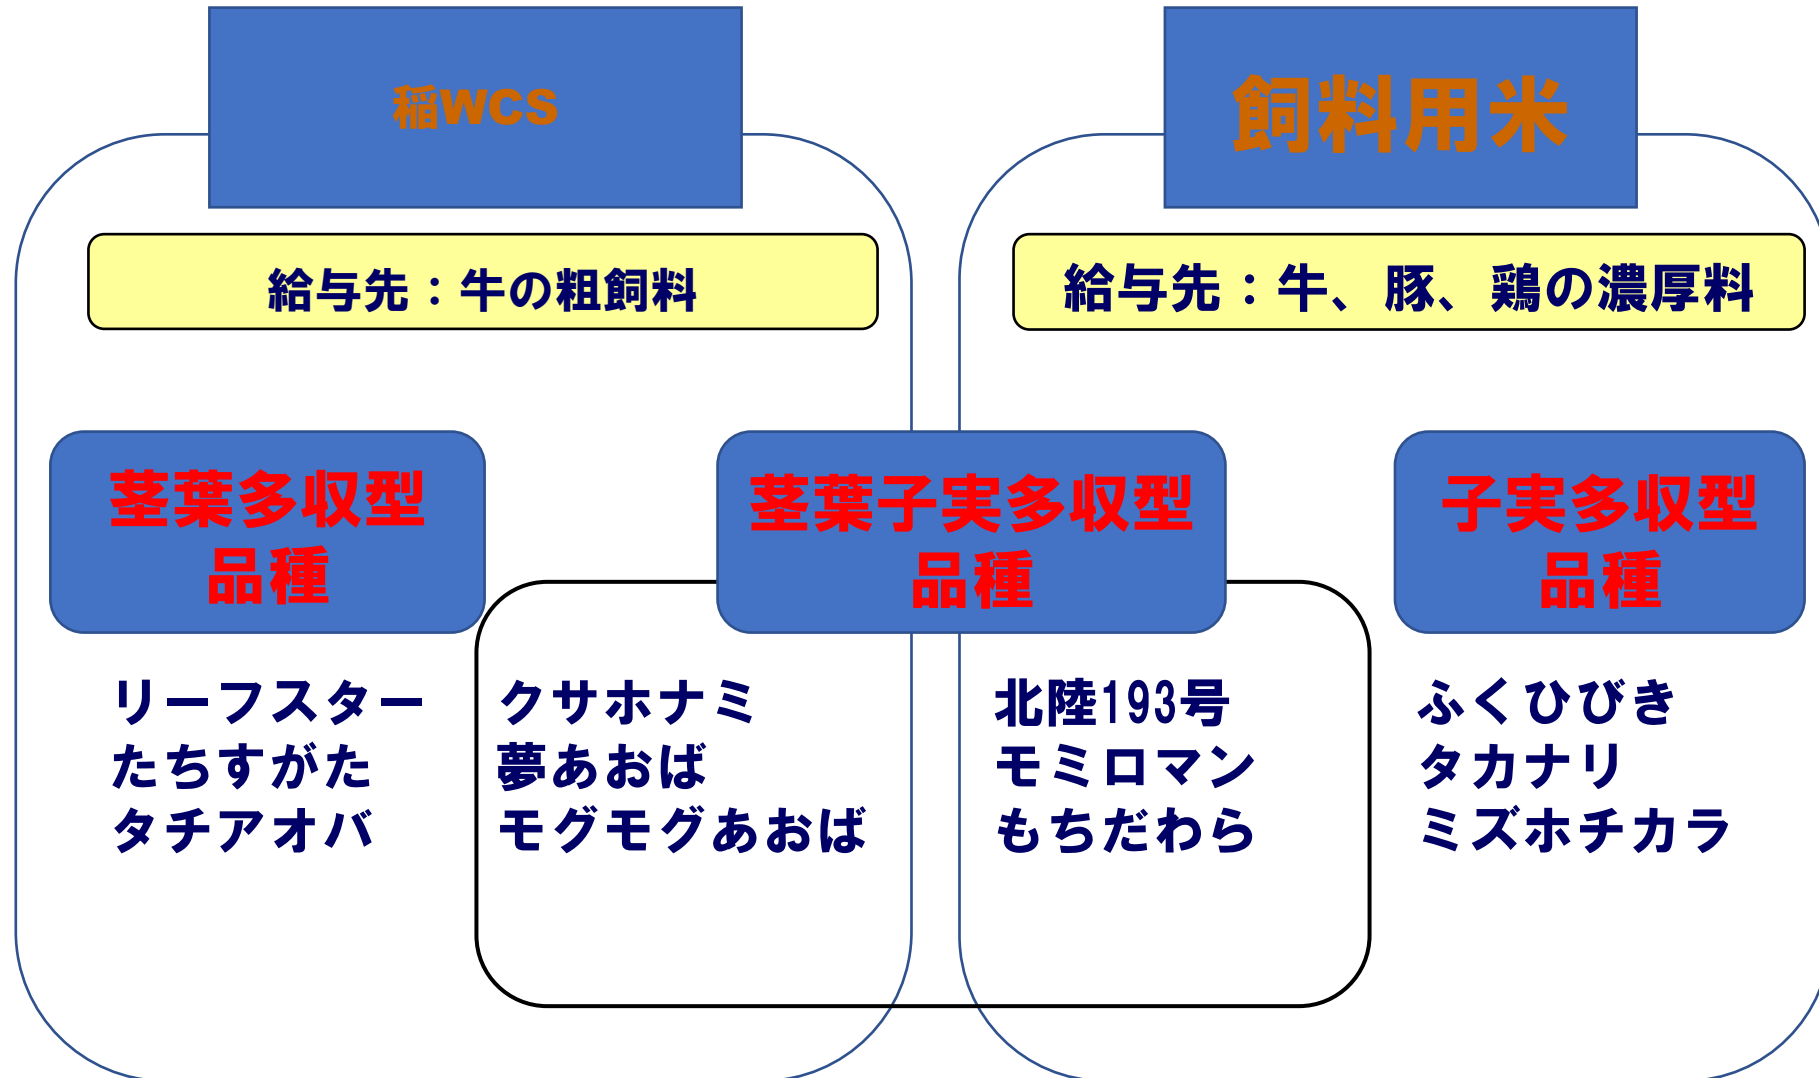 稲WCS
飼料用米
給与先：牛の粗飼料
給与先：牛、豚、鶏の濃厚料
茎葉多収型
品種
茎葉子実多収型
品種
子実多収型
品種
リーフスター
たちすがた
タチアオバ
クサホナミ
夢あおば
モグモグあおば
北陸193号
モミロマン
もちだわら
ふくひびき
タカナリ
ミズホチカラ